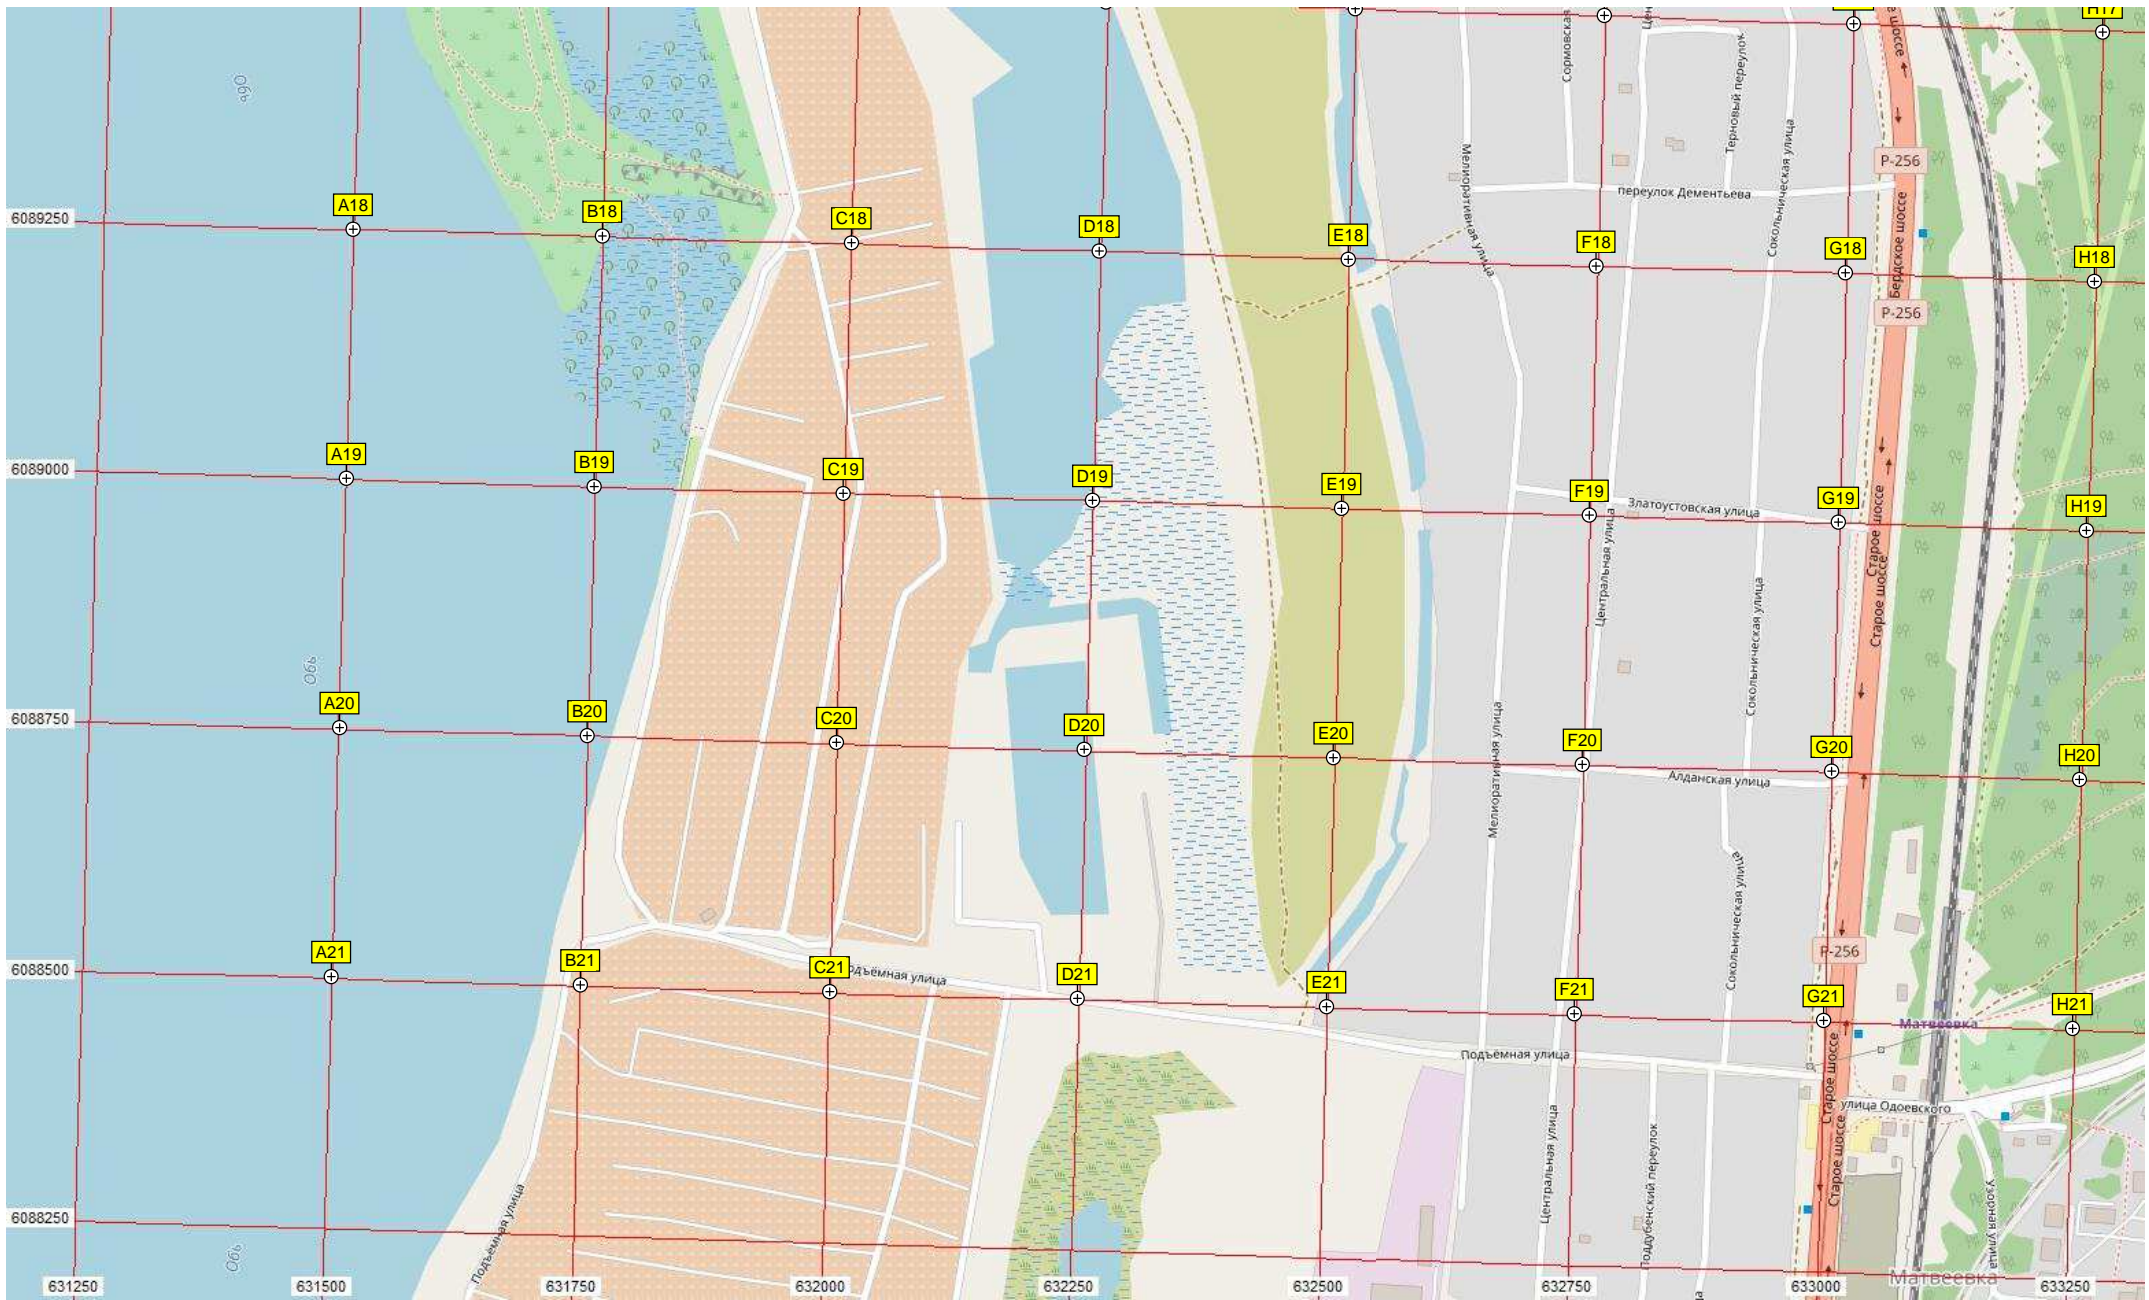 H17
Центральная улица
Сормовская
Терновый переулок
Обь
Р-256
Мелиоративная улица
Сокольническая улица
переулок Дементьева
Бердское шоссе
6089250
A18
B18
C18
D18
E18
F18
G18
H18
Р-256
6089000
A19
B19
C19
D19
E19
F19
G19
H19
Златоустовская улица
Центральная улица
Старое шоссе
Старое шоссе
Сокольническая улица
Обь
6088750
A20
B20
C20
D20
E20
F20
G20
H20
Мелиоративная улица
Алданская улица
Сокольническая улица
Р-256
6088500
A21
B21
C21
D21
E21
F21
G21
H21
Подъёмная улица
Матвеевка
Подъёмная улица
Старое шоссе
улица Одоевского
Центральная улица
Поддубенский переулок
Старое шоссе
Узорная улица
Подъёмная улица
6088250
Обь
Матвеевка
631250
631500
631750
632000
632250
632500
632750
633000
633250